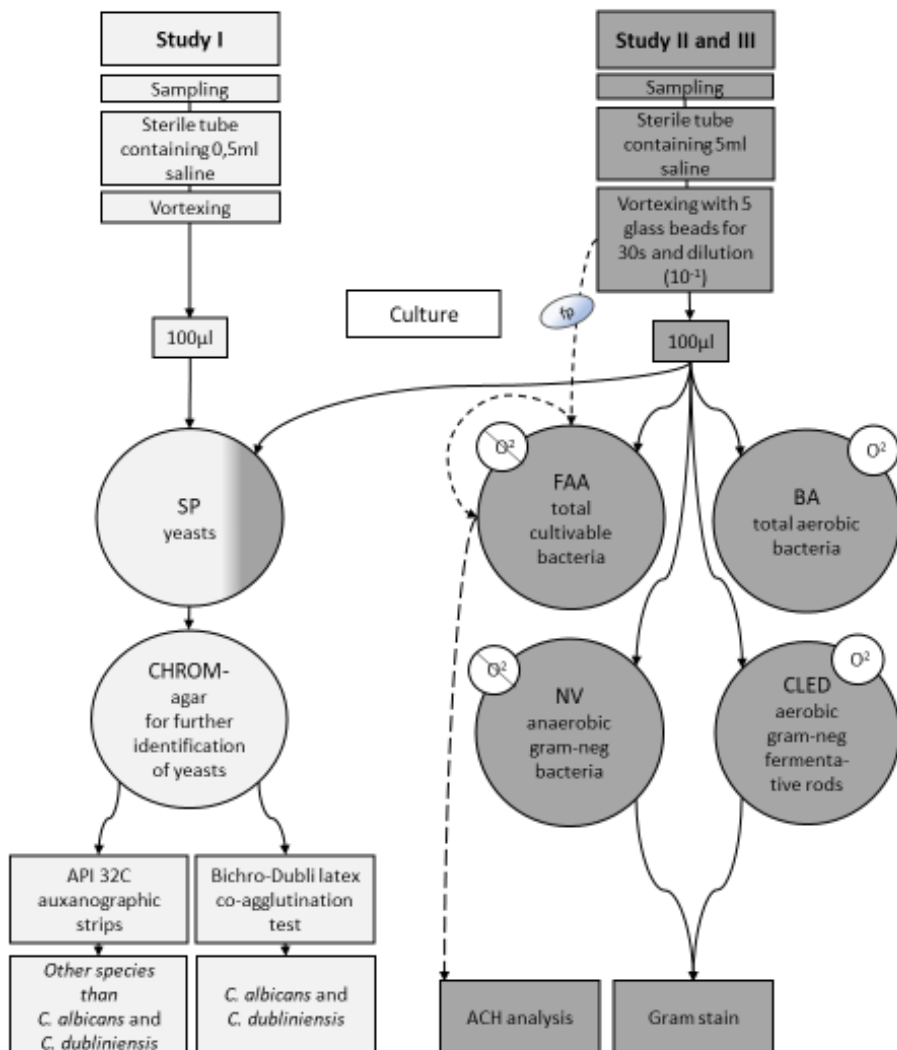 Study I
Sampling
Sterile tube
containing 0,5ml
saline
Vortexing
100µl
Study II and III
Sampling
Sterile tube
containing 5ml
saline
Vortexing with 5
glass beads for
30s and dilution
(10⁻¹)
fp
Culture
100µl
SP
yeasts
O²
FAA
total
cultivable
bacteria
O²
BA
total aerobic
bacteria
CHROM-
agar
for further
identification
of yeasts
O²
NV
anaerobic
gram-neg
bacteria
O²
CLED
aerobic
gram-neg
fermenta-
tive rods
API 32C
auxanographic
strips
Bichro-Dubli latex
co-agglutination
test
Other species
than
C. albicans and
C. dubliniensis
C. albicans and
C. dubliniensis
ACH analysis
Gram stain